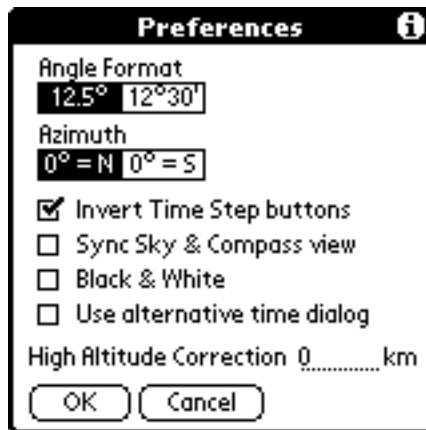 Preferences i
Angle Format
12.5° 12°30'
Azimuth
0° = N 0° = S
Invert Time Step buttons
Sync Sky & Compass view
Black & White
Use alternative time dialog
High Altitude Correction 0 km
OK Cancel